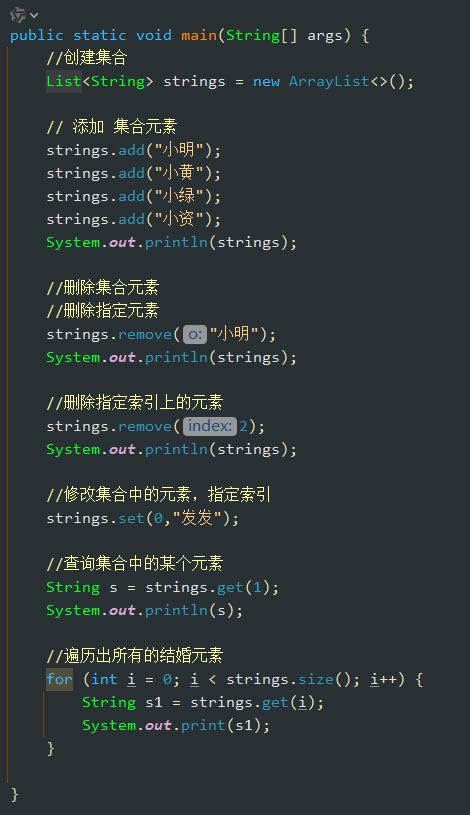 public static void main(String[] args) {
//创建集合
List<String> strings = new ArrayList<>();
// 添加 集合元素
strings.add("小明");
strings.add("小黄");
strings.add("小绿");
strings.add("小资");
System.out.println(strings);
//删除集合元素
//删除指定元素
strings.remove( o: "小明");
System.out.println(strings);
//删除指定索引上的元素
strings.remove( index: 2);
System.out.println(strings);
//修改集合中的元素，指定索引
strings.set(0,"发发");
//查询集合中的某个元素
String s = strings.get(1);
System.out.println(s);
//遍历出所有的结婚元素
for (int i = 0; i < strings.size(); i++) {
String s1 = strings.get(i);
System.out.print(s1);
}
}